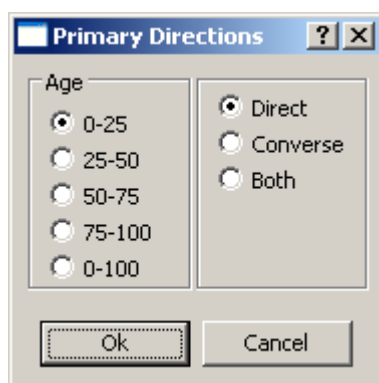 Primary Directions
Age
0-25
25-50
50-75
75-100
0-100
Direct
Converse
Both
Ok
Cancel